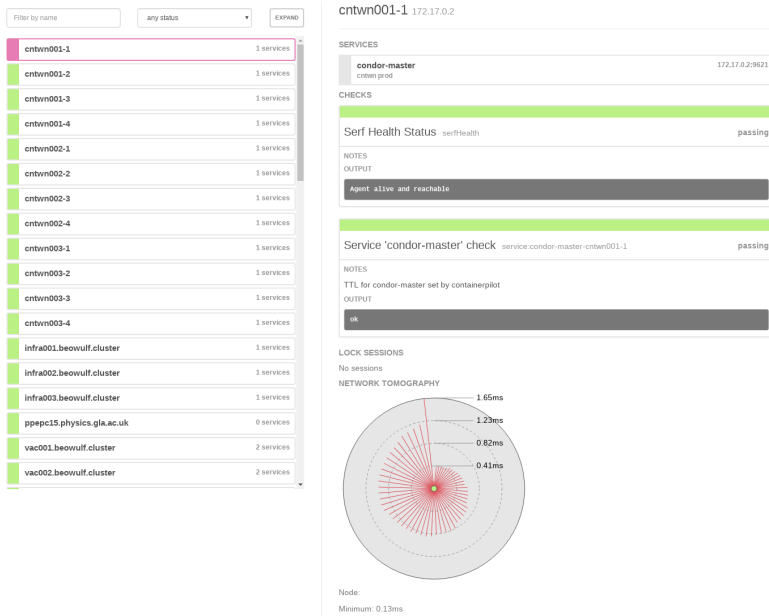 Filter by name
any status
EXPAND
cntwn001-1 1 services
cntwn001-2 1 services
cntwn001-3 1 services
cntwn001-4 1 services
cntwn002-1 1 services
cntwn002-2 1 services
cntwn002-3 1 services
cntwn002-4 1 services
cntwn003-1 1 services
cntwn003-2 1 services
cntwn003-3 1 services
cntwn003-4 1 services
infra001.beowulf.cluster 1 services
infra002.beowulf.cluster 1 services
infra003.beowulf.cluster 1 services
ppepc15.physics.gla.ac.uk 0 services
vac001.beowulf.cluster 2 services
vac002.beowulf.cluster 2 services
cntwn001-1 172.17.0.2
SERVICES
condor-master 172.17.0.2:9621
cntwn prod
CHECKS
Serf Health Status serfHealth passing
NOTES
OUTPUT
Agent alive and reachable
Service 'condor-master' check service:condor-master-cntwn001-1 passing
NOTES
TTL for condor-master set by containerpilot
OUTPUT
ok
LOCK SESSIONS
No sessions
NETWORK TOMOGRAPHY
1.65ms
1.23ms
0.82ms
0.41ms
Node:
Minimum: 0.13ms